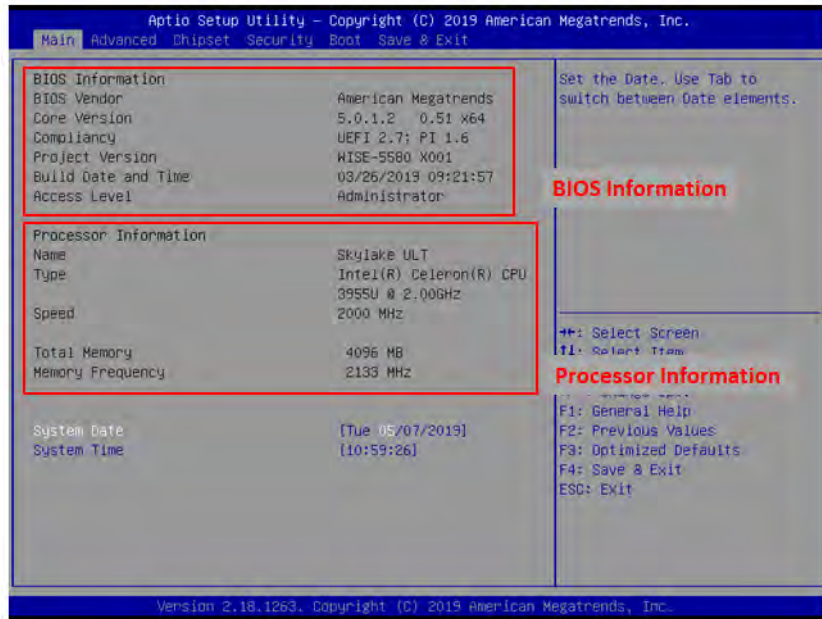 Aptio Setup Utility – Copyright (C) 2019 American Megatrends, Inc.
Main Advanced Chipset Security Boot Save & Exit
BIOS Information
BIOS Vendor American Megatrends
Core Version 5.0.1.2 0.51 x64
Compliancy UEFI 2.7; PI 1.6
Project Version WISE-5580 X001
Build Date and Time 03/26/2019 09:21:57
Access Level Administrator
Processor Information
Name Skylake ULT
Type Intel(R) Celeron(R) CPU
3955U @ 2.00GHz
Speed 2000 MHz
Total Memory 4096 MB
Memory Frequency 2133 MHz
System Date [Tue 05/07/2019]
System Time [10:59:26]
Set the Date. Use Tab to
switch between Date elements.
BIOS Information
→←: Select Screen
↑↓: Select Item
Processor Information
F1: General Help
F2: Previous Values
F3: Optimized Defaults
F4: Save & Exit
ESC: Exit
Version 2.18.1263. Copyright (C) 2019 American Megatrends, Inc.